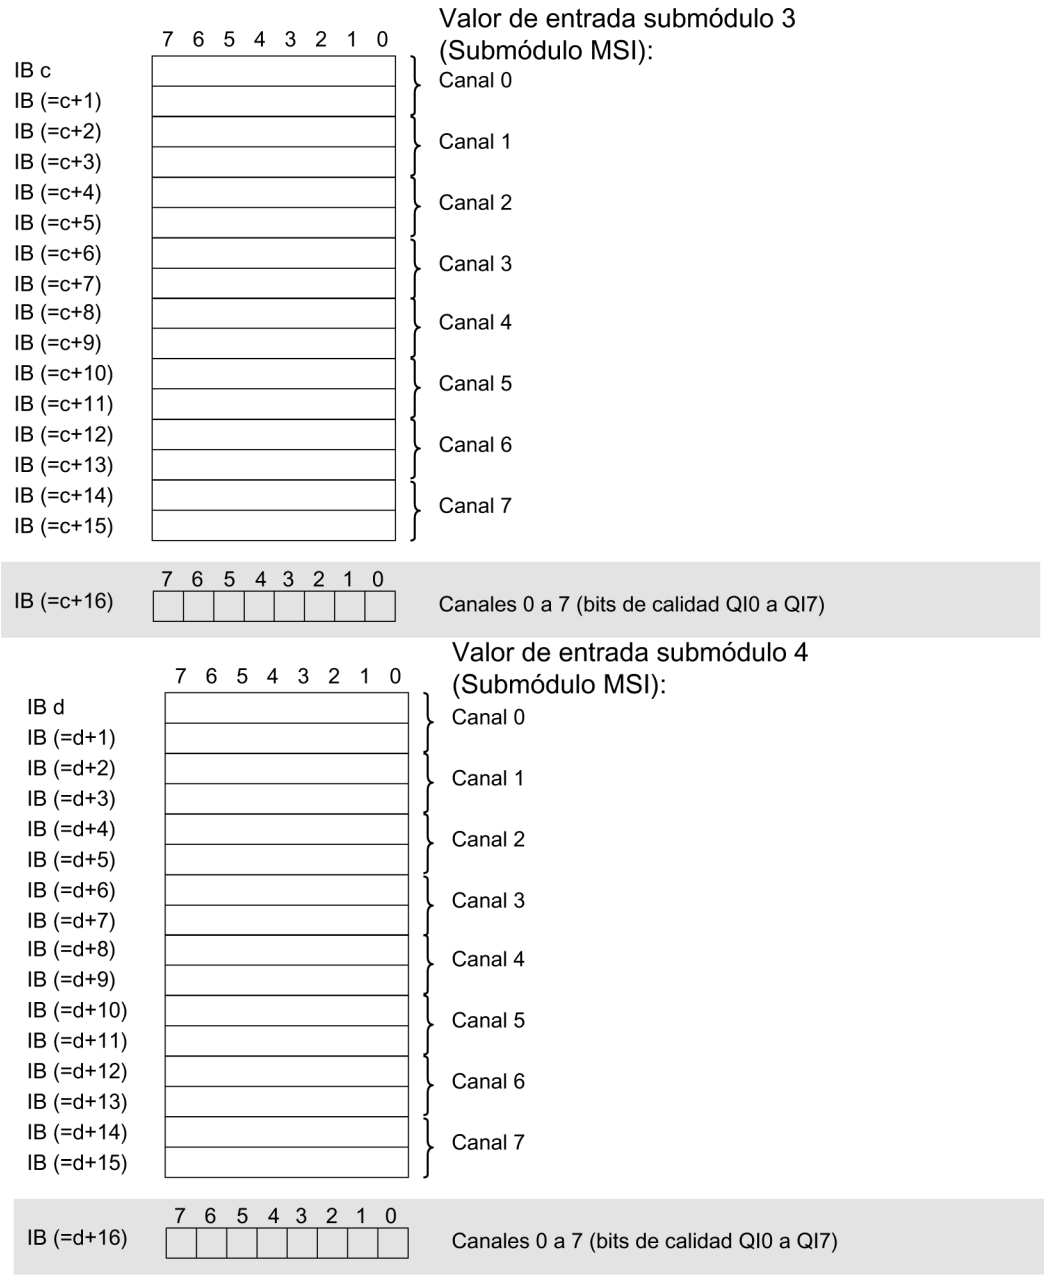 Valor de entrada submódulo 3
(Submódulo MSI):
7 6 5 4 3 2 1 0
IB c
Canal 0
IB (=c+1)
IB (=c+2)
Canal 1
IB (=c+3)
IB (=c+4)
Canal 2
IB (=c+5)
IB (=c+6)
Canal 3
IB (=c+7)
IB (=c+8)
Canal 4
IB (=c+9)
IB (=c+10)
Canal 5
IB (=c+11)
IB (=c+12)
Canal 6
IB (=c+13)
IB (=c+14)
Canal 7
IB (=c+15)
7 6 5 4 3 2 1 0
IB (=c+16) Canales 0 a 7 (bits de calidad QI0 a QI7)
Valor de entrada submódulo 4
(Submódulo MSI):
7 6 5 4 3 2 1 0
IB d
Canal 0
IB (=d+1)
IB (=d+2)
Canal 1
IB (=d+3)
IB (=d+4)
Canal 2
IB (=d+5)
IB (=d+6)
Canal 3
IB (=d+7)
IB (=d+8)
Canal 4
IB (=d+9)
IB (=d+10)
Canal 5
IB (=d+11)
IB (=d+12)
Canal 6
IB (=d+13)
IB (=d+14)
Canal 7
IB (=d+15)
7 6 5 4 3 2 1 0
IB (=d+16) Canales 0 a 7 (bits de calidad QI0 a QI7)